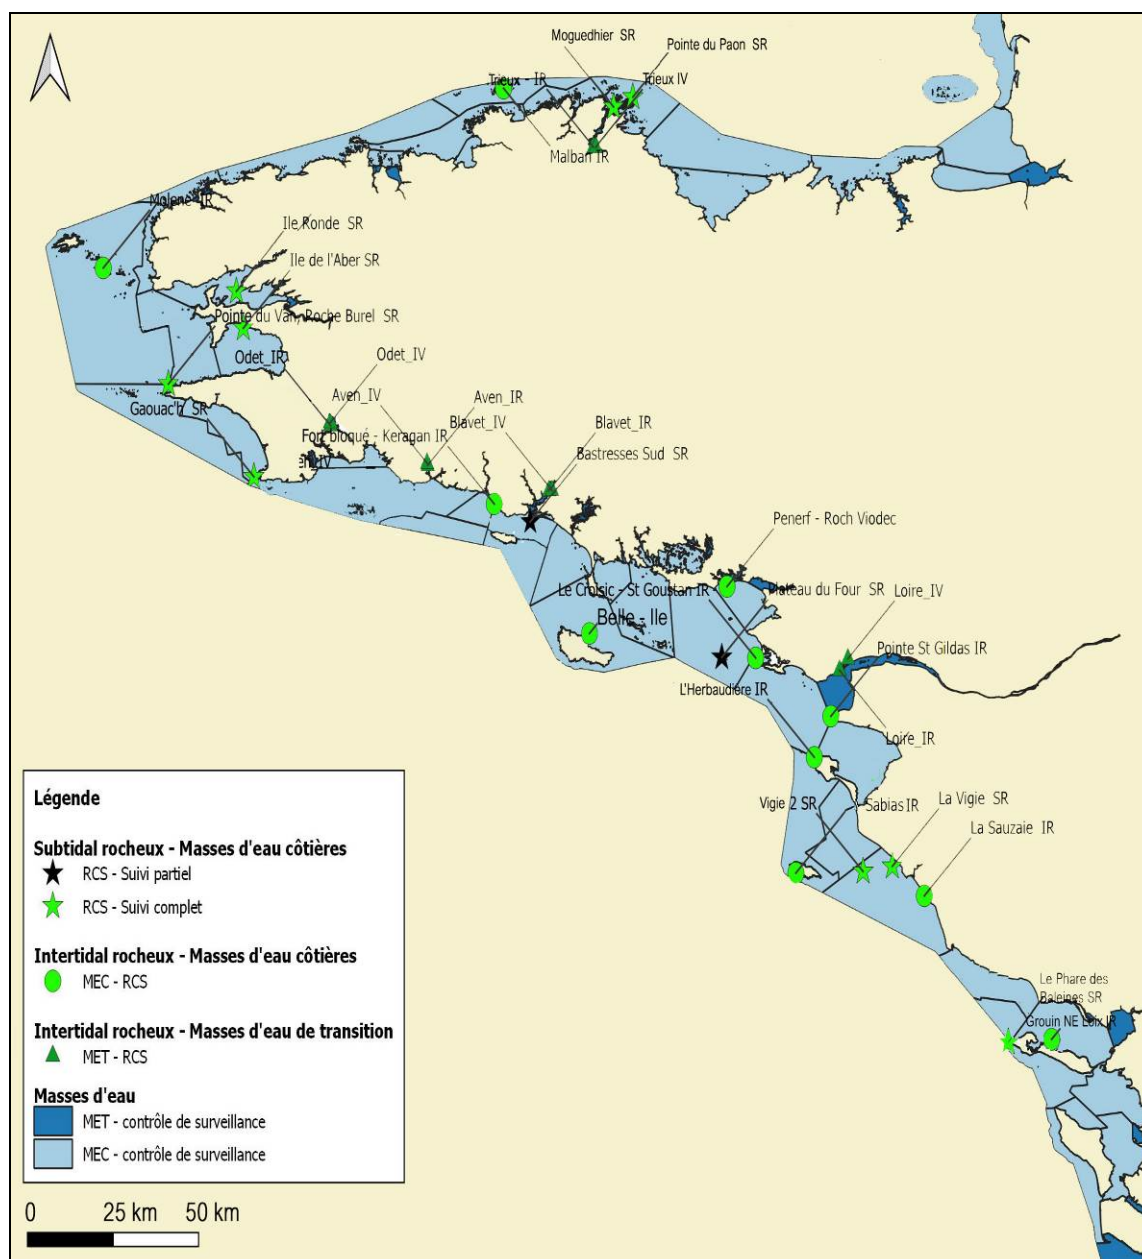 Moguedhier SR
Pointe du Paon SR
Trieux - IR
Trieux IV
Malban IR
Molene - IR
Ile Ronde SR
Ile de l'Aber SR
Pointe du Van, Roche Burel SR
Odet_IR
Odet_IV
Gaouac'h SR
Aven_IV
Aven_IR
Fort bloqué - Keragan IR
Blavet_IV
Blavet_IR
Bastresses Sud SR
Penerf - Roch Viodec
Le Croisic - St Goustan IR
Plateau du Four SR
Loire_IV
Belle - Ile
Pointe St Gildas IR
L'Herbaudière IR
Loire_IR
Vigie 2 SR
Sabias IR
La Vigie SR
La Sauzaie IR
Le Phare des
Baleines SR
Grouin NE Loix IR
Légende
Subtidal rocheux - Masses d'eau côtières
RCS - Suivi partiel
RCS - Suivi complet
Intertidal rocheux - Masses d'eau côtières
MEC - RCS
Intertidal rocheux - Masses d'eau de transition
MET - RCS
Masses d'eau
MET - contrôle de surveillance
MEC - contrôle de surveillance
0 25 km 50 km